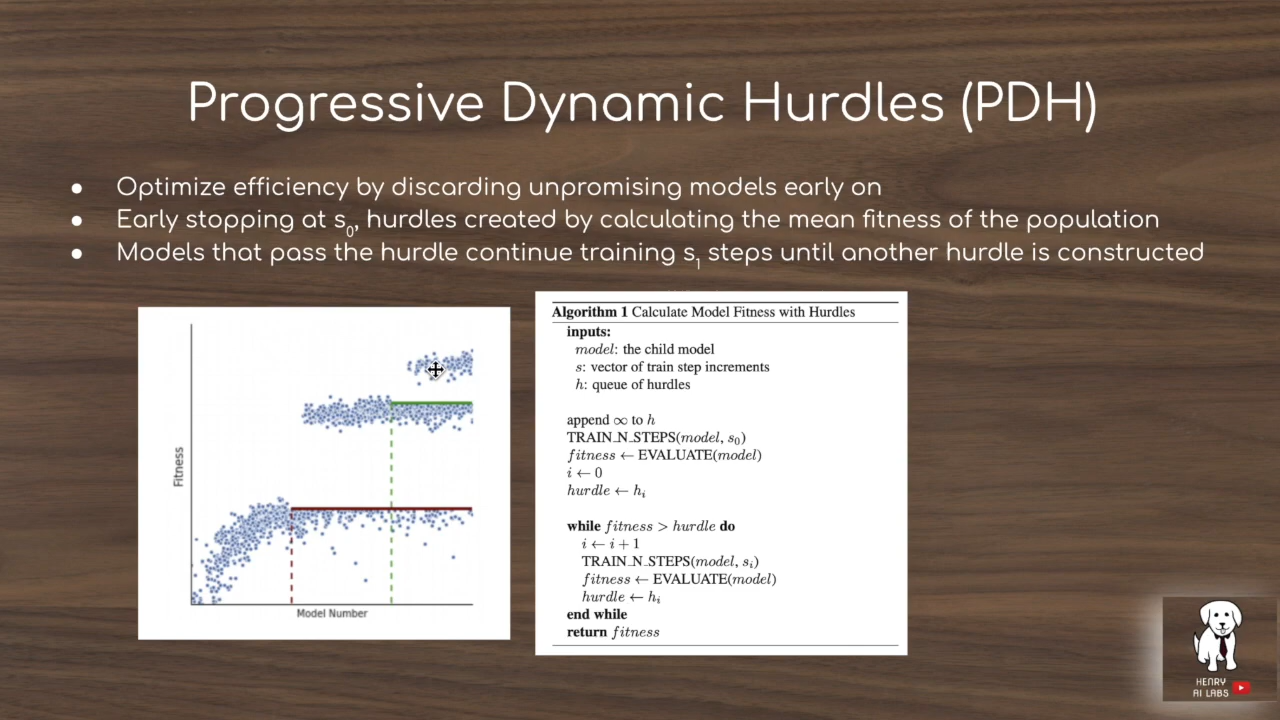 Progressive Dynamic Hurdles (PDH)
● Optimize efficiency by discarding unpromising models early on
● Early stopping at s₀, hurdles created by calculating the mean fitness of the population
● Models that pass the hurdle continue training s₁ steps until another hurdle is constructed
Fitness
Model Number
Algorithm 1 Calculate Model Fitness with Hurdles
inputs:
model: the child model
s: vector of train step increments
h: queue of hurdles
append ∞ to h
TRAIN_N_STEPS(model, s₀)
fitness ← EVALUATE(model)
i ← 0
hurdle ← hᵢ
while fitness > hurdle do
i ← i + 1
TRAIN_N_STEPS(model, sᵢ)
fitness ← EVALUATE(model)
hurdle ← hᵢ
end while
return fitness
HENRY
AI LABS